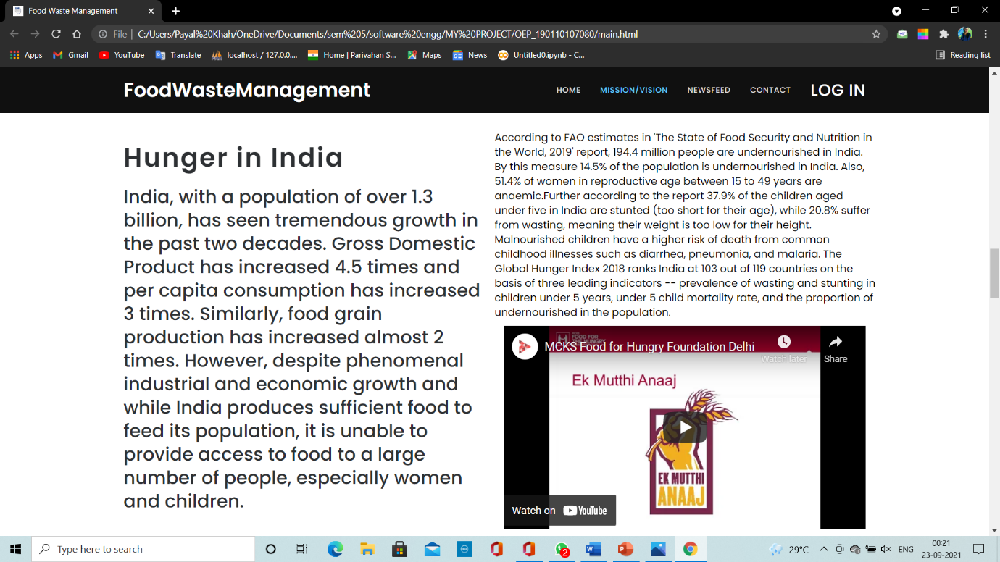 Food Waste Management
File | C:/Users/Payal%20Khah/OneDrive/Documents/sem%205/software%20engg/MY%20PROJECT/OEP_190110107080/main.html
Apps Gmail YouTube Translate localhost / 127.0.0.... Home | Parivahan S... Maps News Untitled0.ipynb - C... Reading list
FoodWasteManagement HOME MISSION/VISION NEWSFEED CONTACT LOG IN
Hunger in India
India, with a population of over 1.3
billion, has seen tremendous growth in
the past two decades. Gross Domestic
Product has increased 4.5 times and
per capita consumption has increased
3 times. Similarly, food grain
production has increased almost 2
times. However, despite phenomenal
industrial and economic growth and
while India produces sufficient food to
feed its population, it is unable to
provide access to food to a large
number of people, especially women
and children.
According to FAO estimates in 'The State of Food Security and Nutrition in
the World, 2019' report, 194.4 million people are undernourished in India.
By this measure 14.5% of the population is undernourished in India. Also,
51.4% of women in reproductive age between 15 to 49 years are
anaemic.Further according to the report 37.9% of the children aged
under five in India are stunted (too short for their age), while 20.8% suffer
from wasting, meaning their weight is too low for their height.
Malnourished children have a higher risk of death from common
childhood illnesses such as diarrhea, pneumonia, and malaria. The
Global Hunger Index 2018 ranks India at 103 out of 119 countries on the
basis of three leading indicators -- prevalence of wasting and stunting in
children under 5 years, under 5 child mortality rate, and the proportion of
undernourished in the population.
FOOD FOR
THE HUNGRY
MCKS Food for Hungry Foundation Delhi
Watch later Share
Ek Mutthi Anaaj
EK MUTTHI
ANAAJ
Watch on YouTube
Type here to search
2
29°C ENG
00:21
23-09-2021